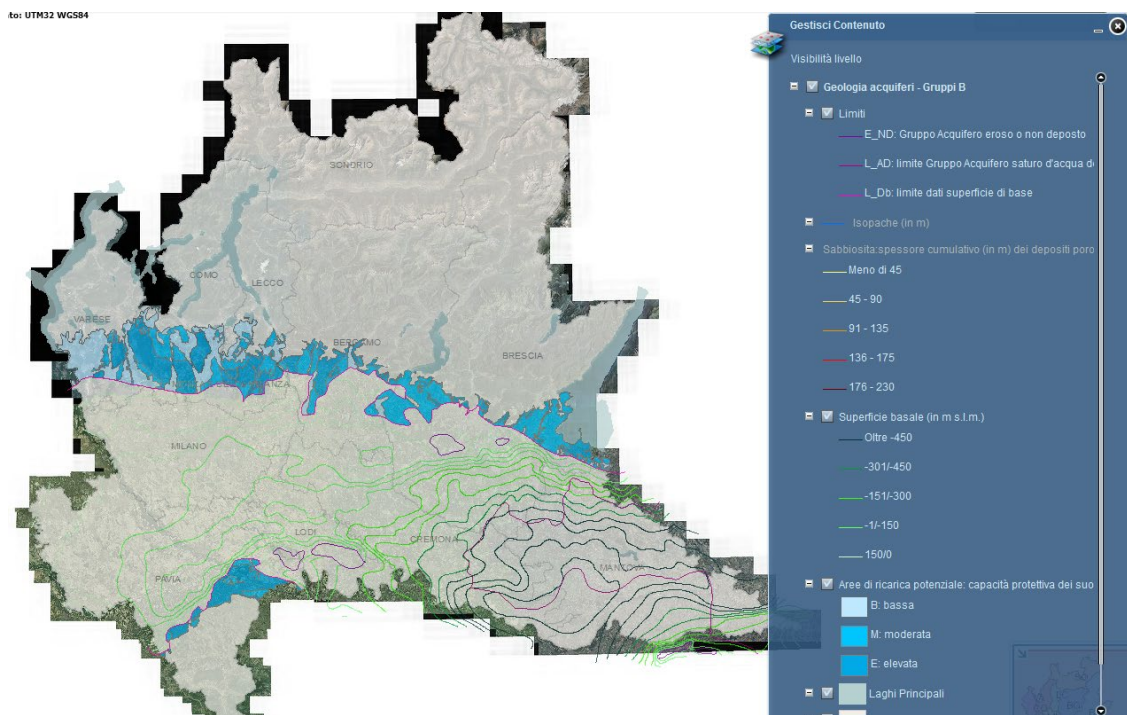 to: UTM32 WGS84
Gestisci Contenuto
Visibilità livello
Geologia acquiferi - Gruppi B
Limiti
E_ND: Gruppo Acquifero eroso o non deposto
L_AD: limite Gruppo Acquifero saturo d'acqua d
L_Db: limite dati superficie di base
Isopache (in m)
Sabbiosita:spessore cumulativo (in m) dei depositi poro
Meno di 45
45 - 90
91 - 135
136 - 175
176 - 230
Superficie basale (in m s.l.m.)
Oltre -450
-301/-450
-151/-300
-1/-150
150/0
Aree di ricarica potenziale: capacità protettiva dei suo
B: bassa
M: moderata
E: elevata
Laghi Principali
SONDRIO
COMO
LECCO
VARESE
BERGAMO
BRESCIA
MILANO
LODI
CREMONA
PAVIA